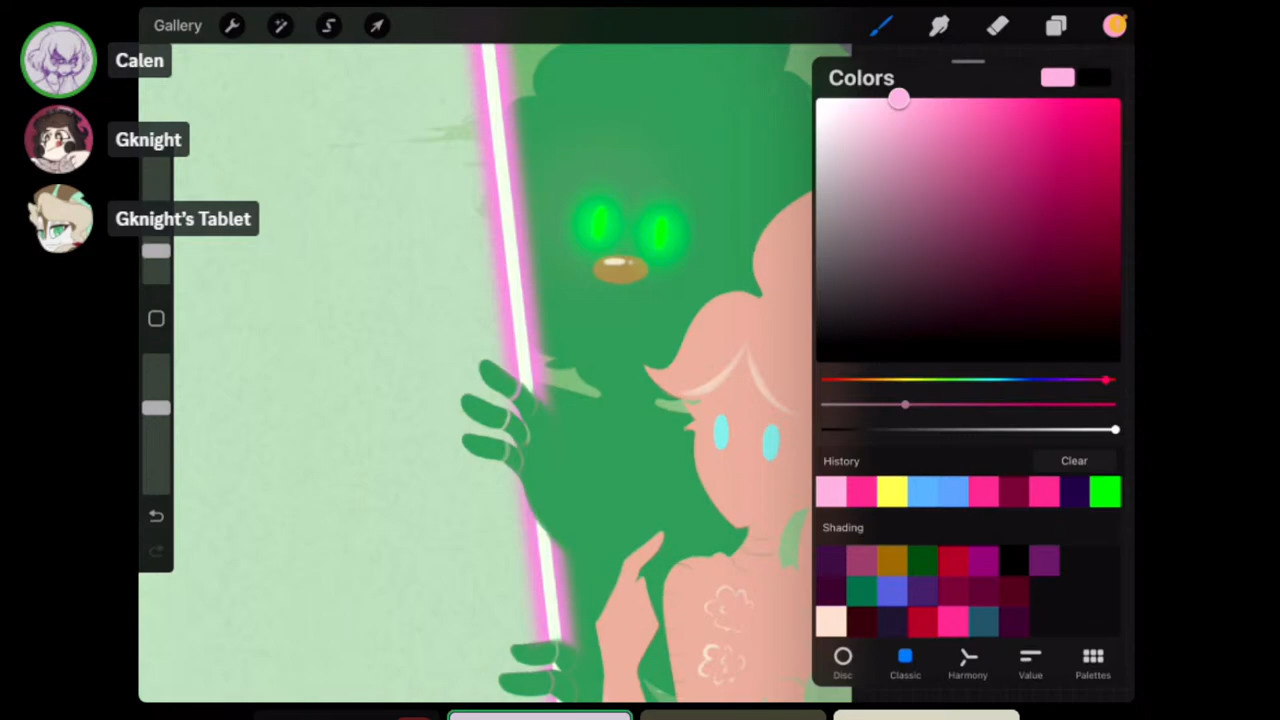 Gallery
Calen
Gknight
Gknight's Tablet
Colors
History
Clear
Shading
Disc
Classic
Harmony
Value
Palettes